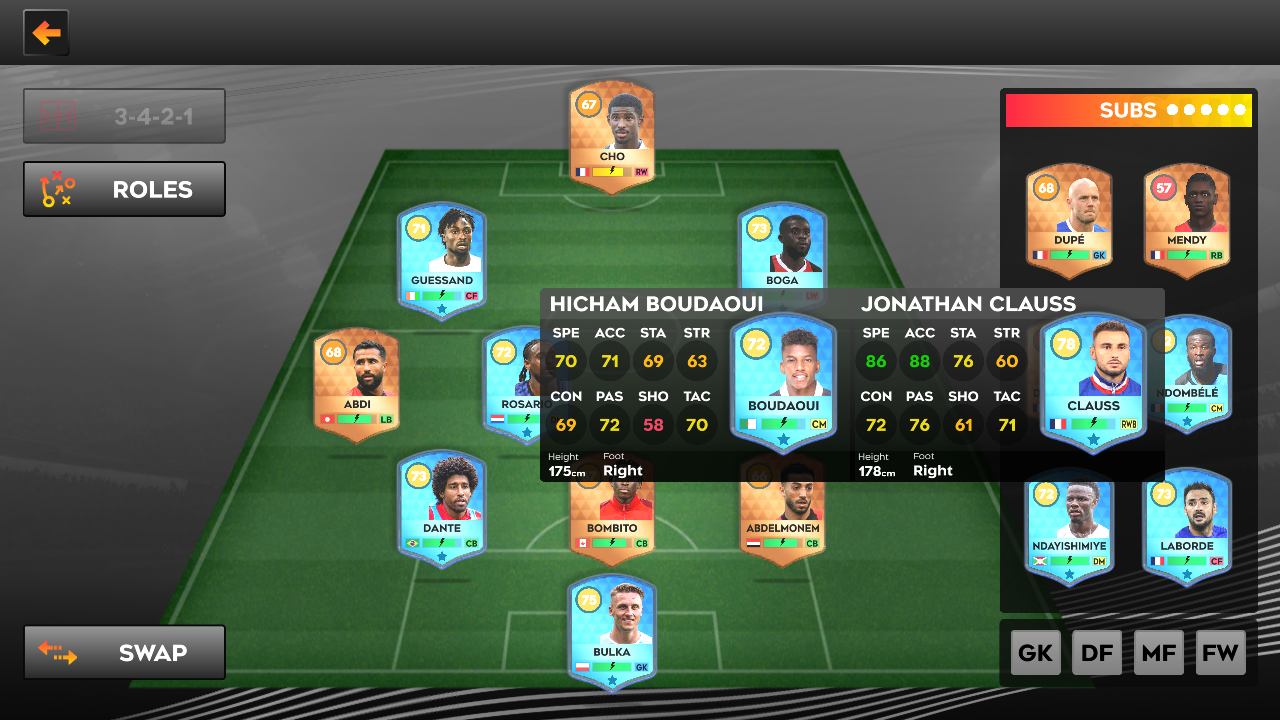 3-4-2-1
ROLES
SWAP
SUBS
67
CHO
RW
71
GUESSAND
CF
73
BOGA
LW
68
ABDI
LB
72
ROSARIO
73
DANTE
CB
BOMBITO
CB
ABDELMONEM
CB
75
BULKA
GK
HICHAM BOUDAOUI
SPE ACC STA STR
70 71 69 63
CON PAS SHO TAC
69 72 58 70
Height Foot
175cm Right
72
BOUDAOUI
CM
JONATHAN CLAUSS
SPE ACC STA STR
86 88 76 60
CON PAS SHO TAC
72 76 61 71
Height Foot
178cm Right
78
CLAUSS
RWB
68
DUPÉ
GK
57
MENDY
RB
NDOMBÉLÉ
CM
72
NDAYISHIMIYE
DM
73
LABORDE
CF
GK DF MF FW